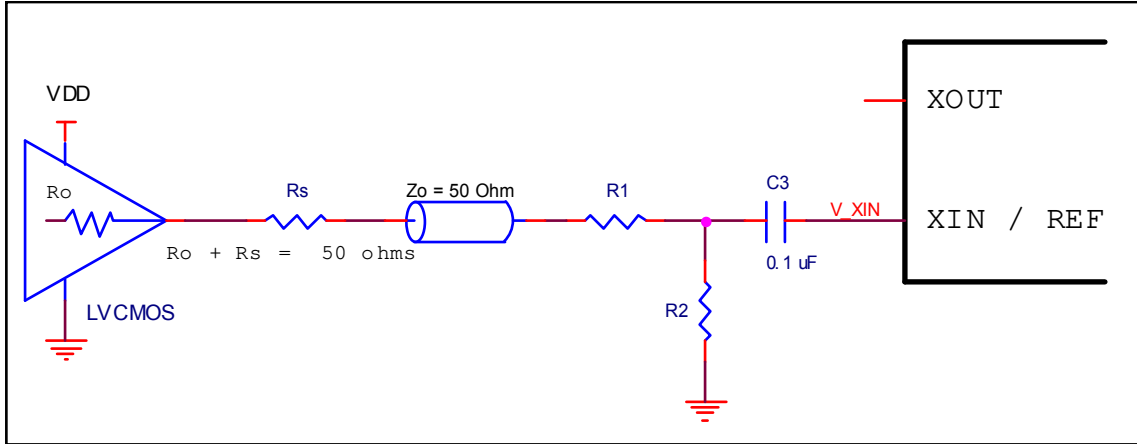 VDD
XOUT
Ro
Rs
Zo = 50 Ohm
R1
C3
V_XIN
XIN / REF
Ro + Rs = 50 ohms
0.1 uF
LVCMOS
R2